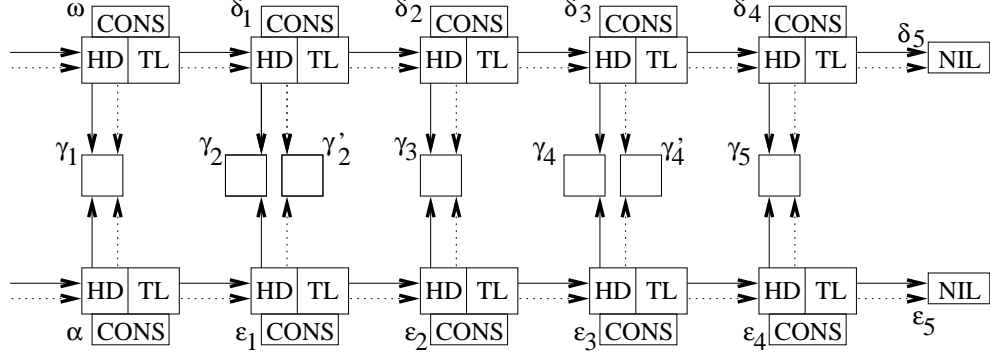 ω CONS δ1 CONS δ2 CONS δ3 CONS δ4 CONS
HD TL HD TL HD TL HD TL HD TL δ5 NIL
γ1 γ2 γ'2 γ3 γ4 γ'4 γ5
HD TL HD TL HD TL HD TL HD TL NIL
α CONS ε1 CONS ε2 CONS ε3 CONS ε4 CONS ε5